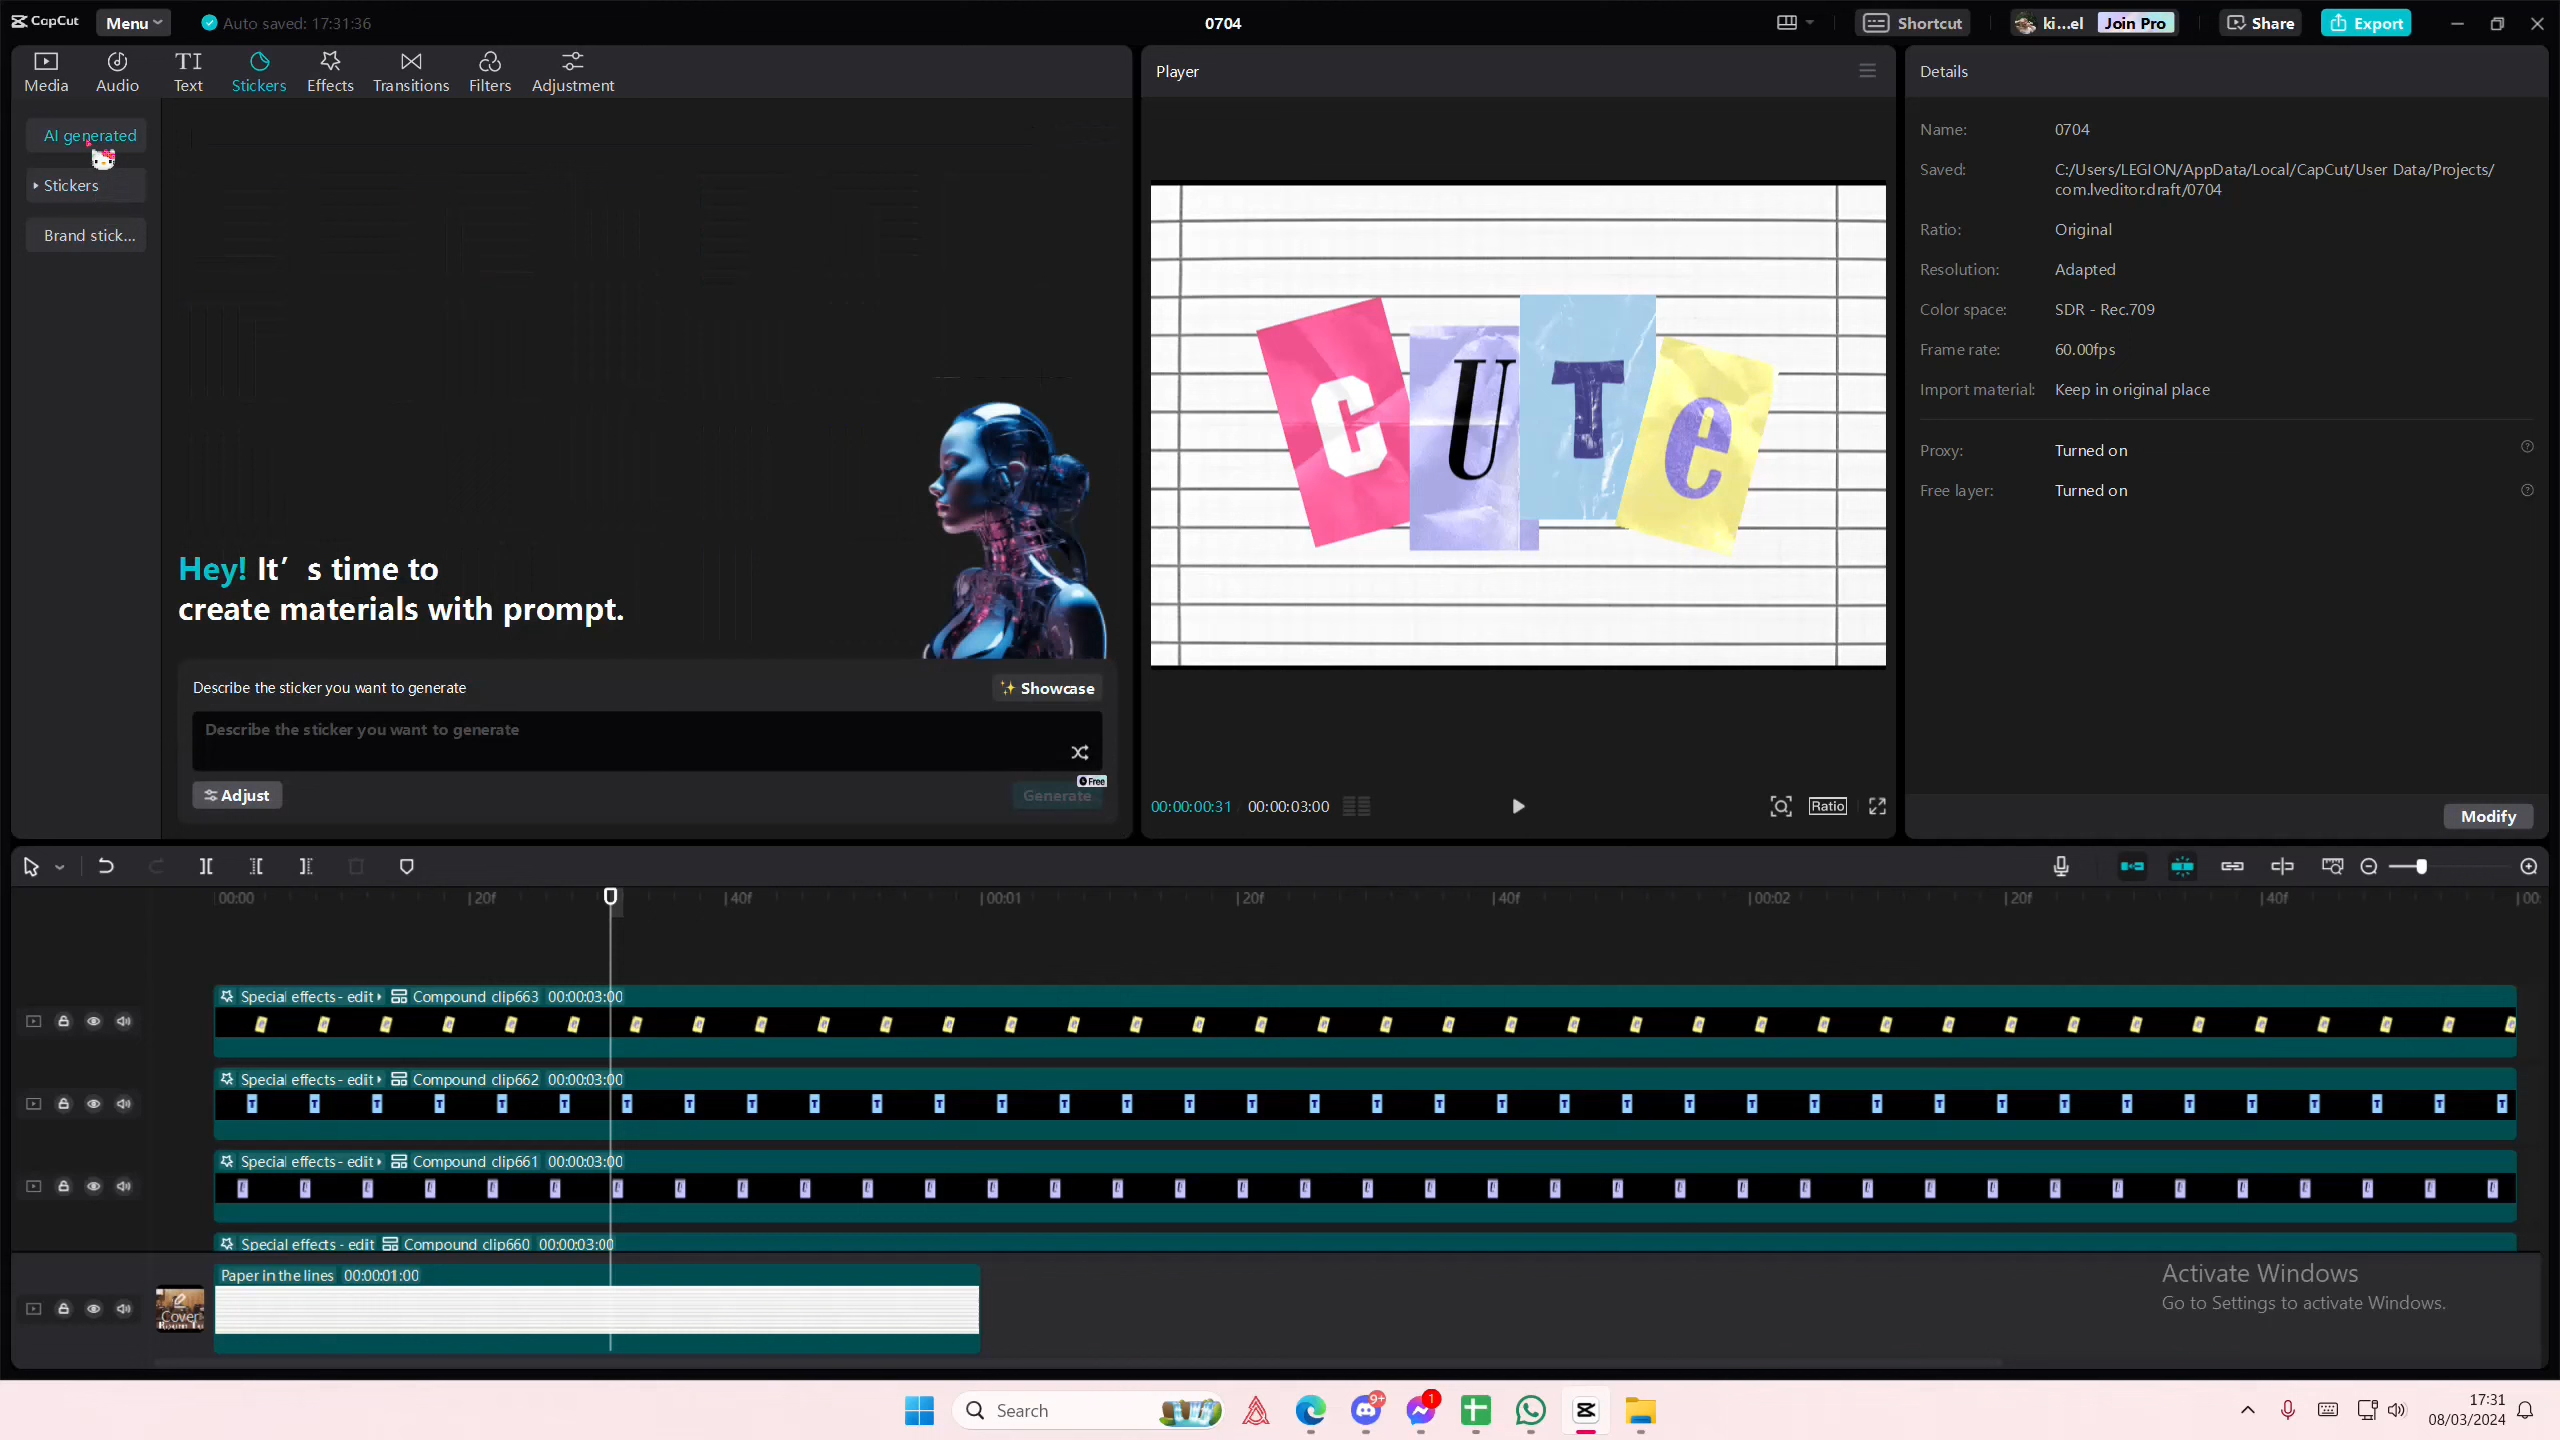 CapCut
Menu
Auto saved: 17:31:36
0704
Shortcut
ki...el
Join Pro
Share
Export
Media
Audio
TI
Text
Stickers
Effects
Transitions
Filters
Adjustment
AI generated
Stickers
Brand stick...
Hey! It's time to
create materials with prompt.
Describe the sticker you want to generate
Showcase
Describe the sticker you want to generate
Free
Adjust
Generate
Player
CUTe
00:00:00:31
00:00:03:00
Ratio
Details
Name:
0704
Saved:
C:/Users/LEGION/AppData/Local/CapCut/User Data/Projects/
com.lveditor.draft/0704
Ratio:
Original
Resolution:
Adapted
Color space:
SDR - Rec.709
Frame rate:
60.00fps
Import material:
Keep in original place
Proxy:
Turned on
Free layer:
Turned on
Modify
00:00
20f
40f
00:01
20f
40f
00:02
20f
40f
00:
Special effects - edit
Compound clip663
00:00:03:00
Special effects - edit
Compound clip662
00:00:03:00
Special effects - edit
Compound clip661
00:00:03:00
Special effects - edit
Compound clip660
00:00:03:00
Cover
Paper in the lines
00:00:01:00
Activate Windows
Go to Settings to activate Windows.
Search
9+
1
17:31
08/03/2024